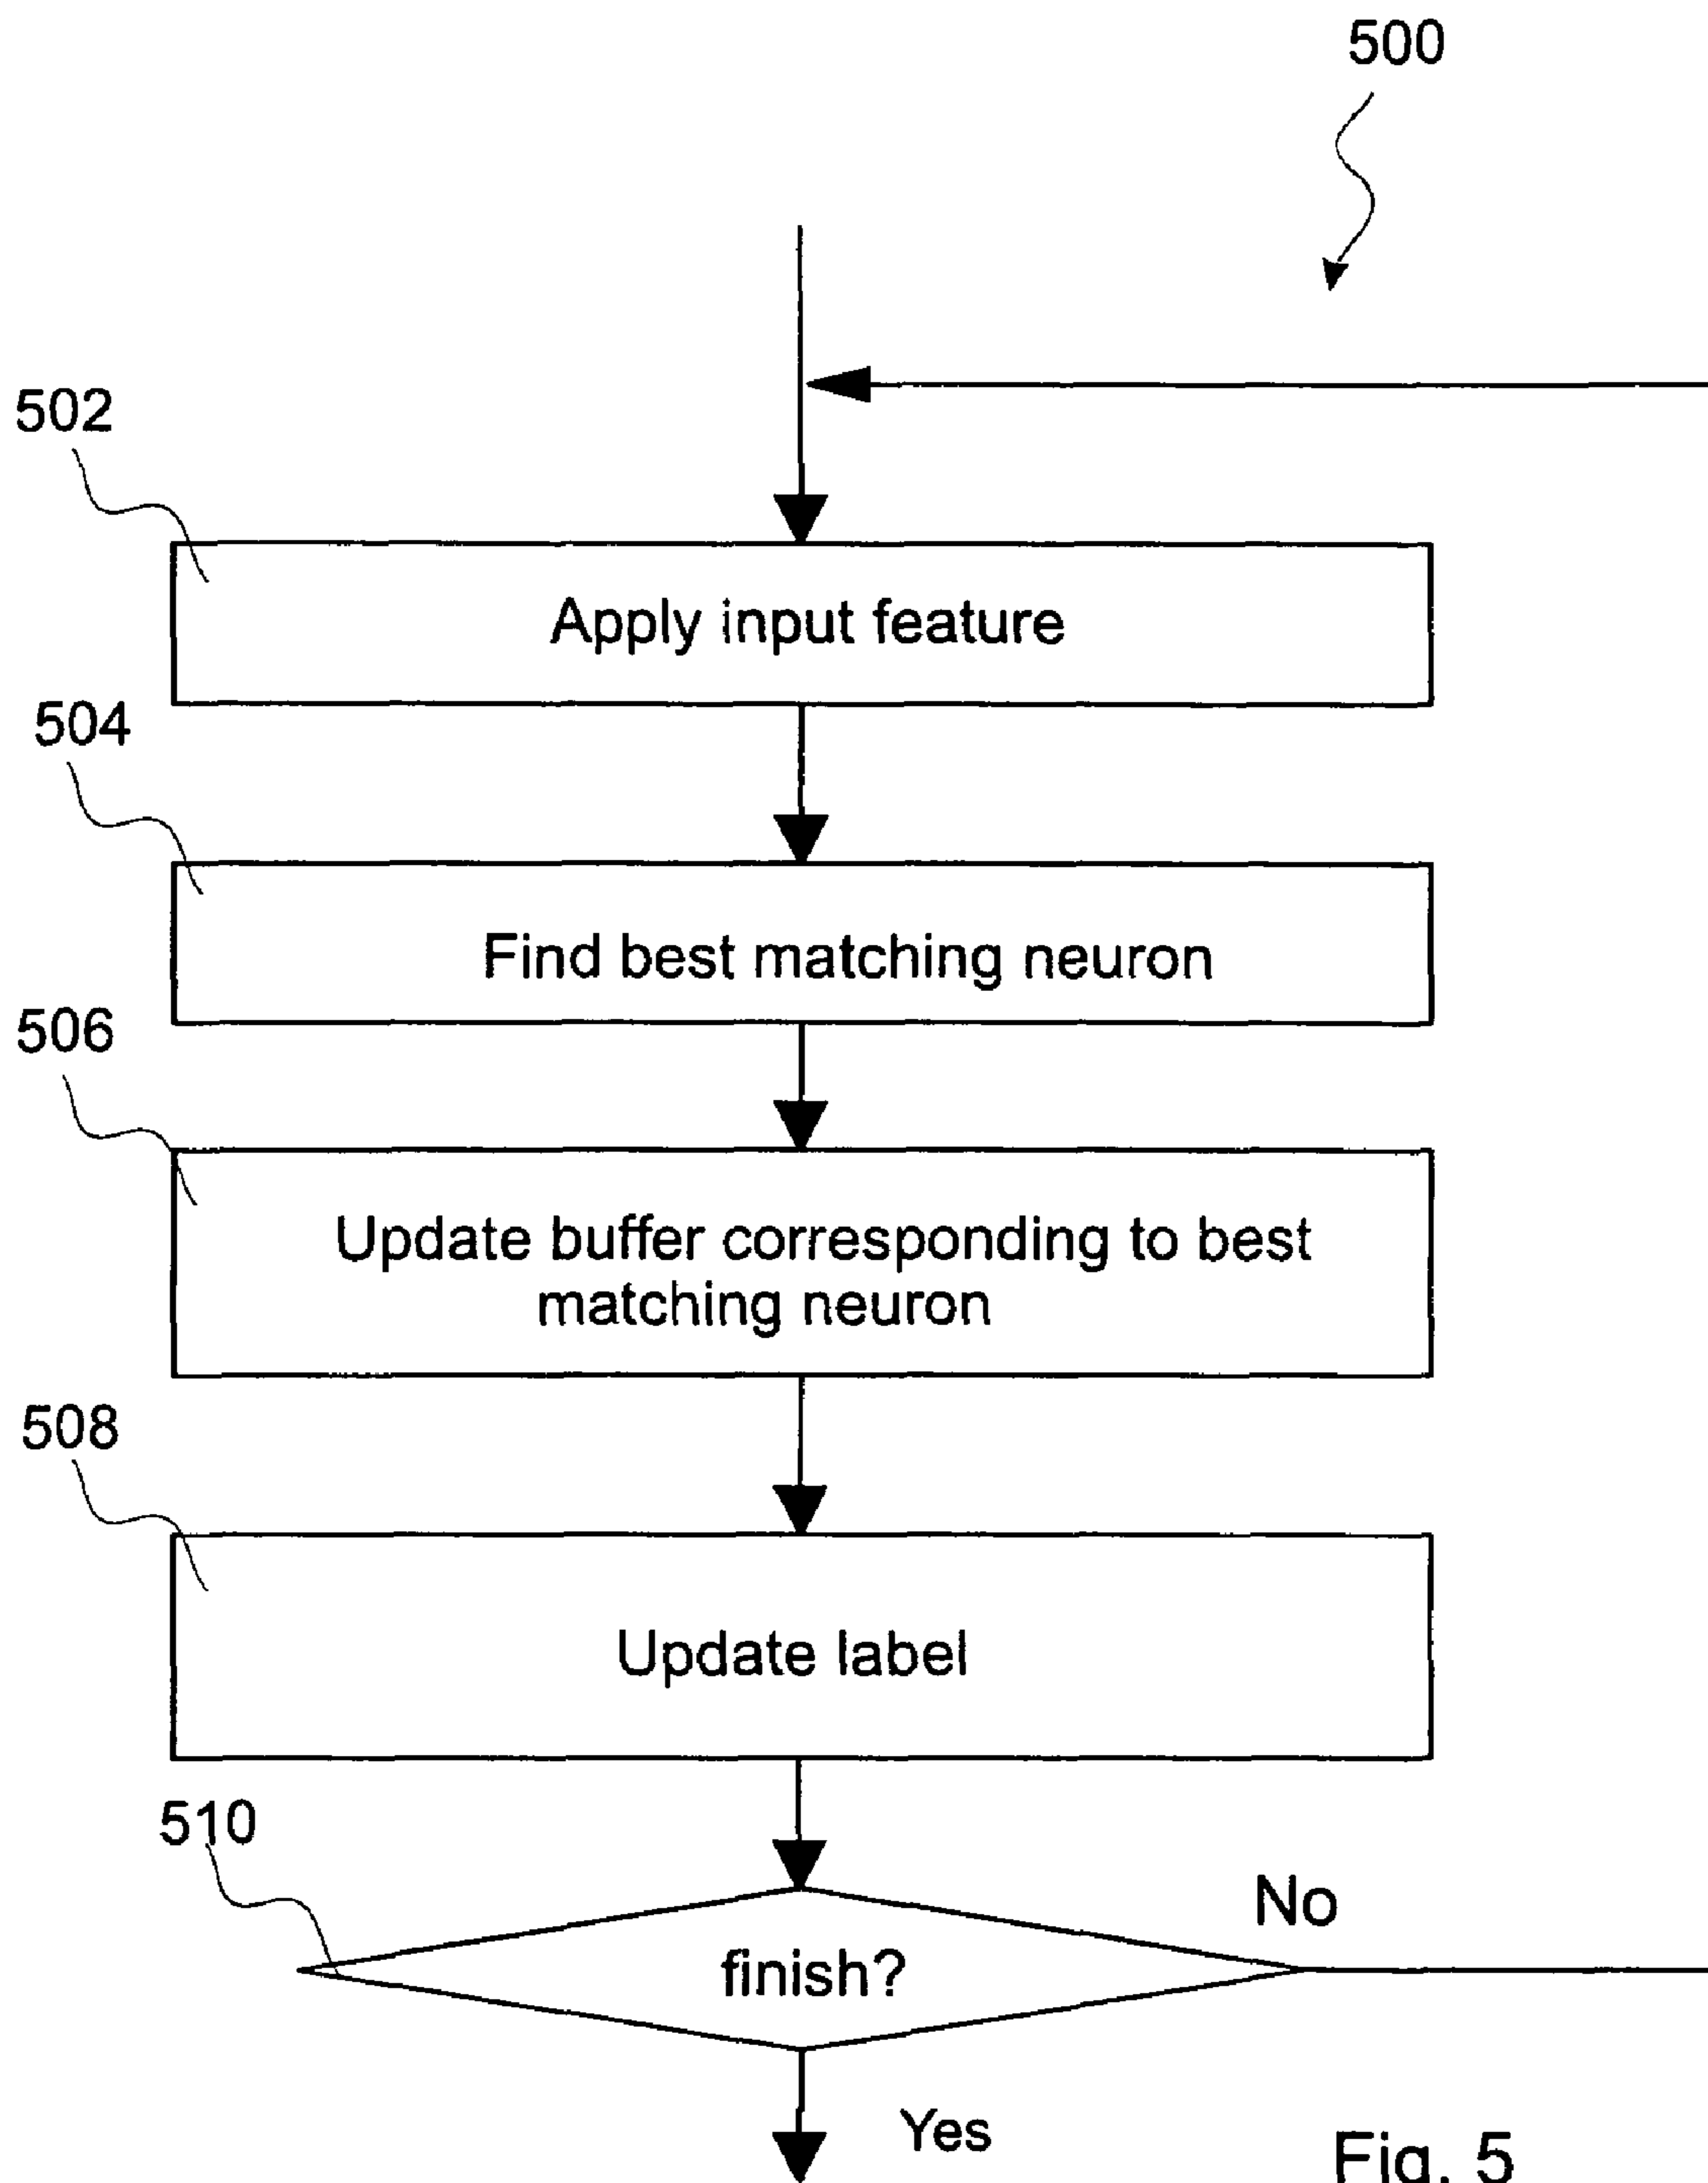 500
502
Apply input feature
504
Find best matching neuron
506
Update buffer corresponding to best
matching neuron
508
Update label
510
No
finish?
Yes
Fig. 5